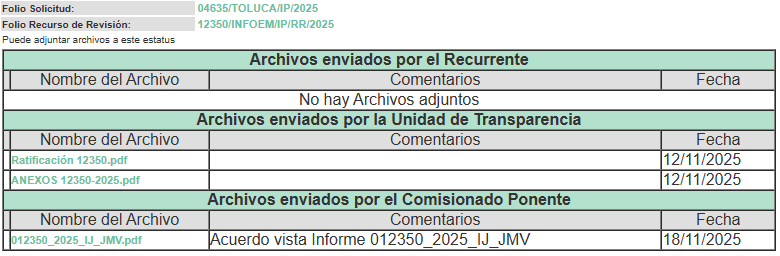 Folio Solicitud: 04635/TOLUCA/IP/2025
Folio Recurso de Revisión: 12350/INFOEM/IP/RR/2025
Puede adjuntar archivos a este estatus
Archivos enviados por el Recurrente
Nombre del Archivo Comentarios Fecha
No hay Archivos adjuntos
Archivos enviados por la Unidad de Transparencia
Nombre del Archivo Comentarios Fecha
Ratificación 12350.pdf 12/11/2025
ANEXOS 12350-2025.pdf 12/11/2025
Archivos enviados por el Comisionado Ponente
Nombre del Archivo Comentarios Fecha
012350_2025_IJ_JMV.pdf Acuerdo vista Informe 012350_2025_IJ_JMV 18/11/2025